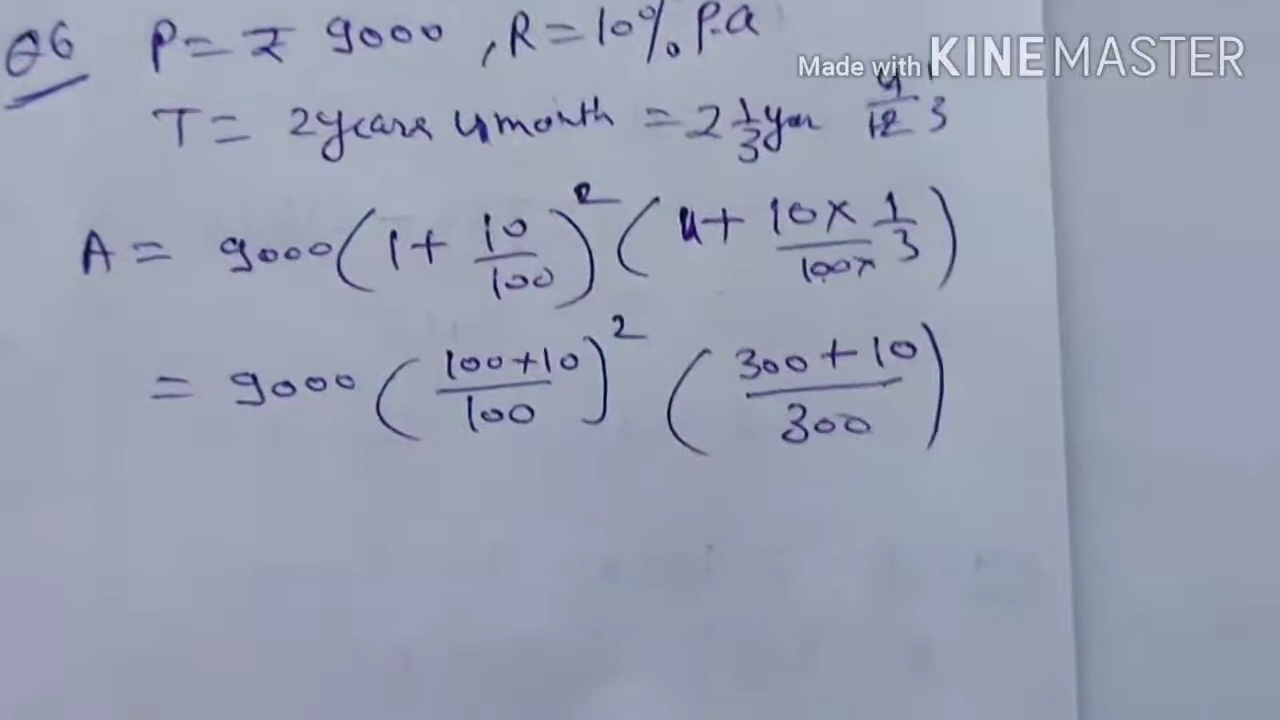 Q6 P = ₹ 9000, R = 10% P.a
Made with KINEMASTER
T = 2 years 4 month = 2 1/3 year 4/12 1/3
A = 9000 (1 + 10/100)² (1 + 10 × 1/100 × 3)
= 9000 ((100+10)/100)² ((300+10)/300)